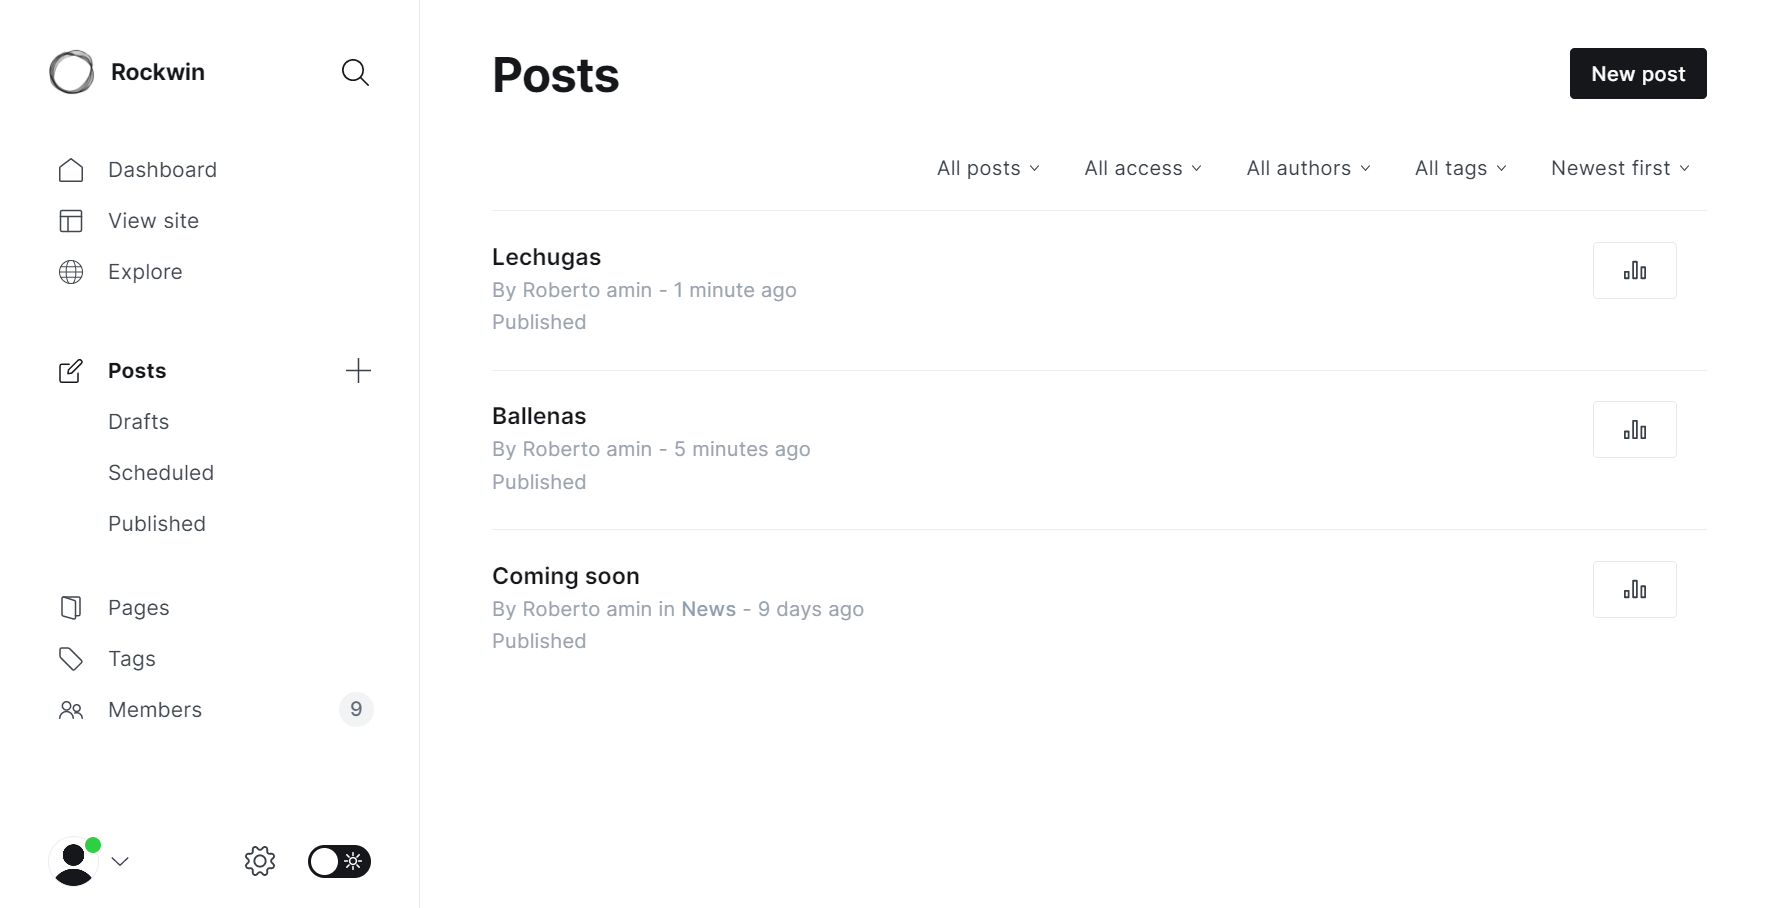 Rockwin
Dashboard
View site
Explore
Posts
Drafts
Scheduled
Published
Pages
Tags
Members 9
Posts
New post
All posts All access All authors All tags Newest first
Lechugas
By Roberto amin - 1 minute ago
Published
Ballenas
By Roberto amin - 5 minutes ago
Published
Coming soon
By Roberto amin in News - 9 days ago
Published